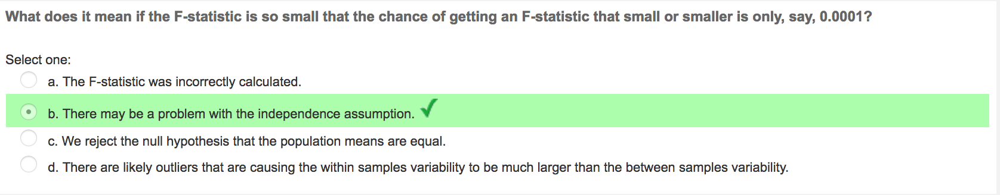 What does it mean if the F-statistic is so small that the chance of getting an F-statistic that small or smaller is only, say, 0.0001?
Select one:
a. The F-statistic was incorrectly calculated.
b. There may be a problem with the independence assumption.
c. We reject the null hypothesis that the population means are equal.
d. There are likely outliers that are causing the within samples variability to be much larger than the between samples variability.